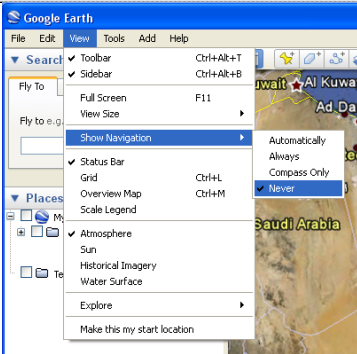 Google Earth
File Edit View Tools Add Help
Search
Fly To
Fly to e.g.
Places
My
Te
✓ Toolbar Ctrl+Alt+T
✓ Sidebar Ctrl+Alt+B
Full Screen F11
View Size
Show Navigation
✓ Status Bar
Grid Ctrl+L
Overview Map Ctrl+M
Scale Legend
✓ Atmosphere
Sun
Historical Imagery
Water Surface
Explore
Make this my start location
Automatically
Always
Compass Only
✓ Never
Kuwait Al Kuwa
Ad Da
Saudi Arabia